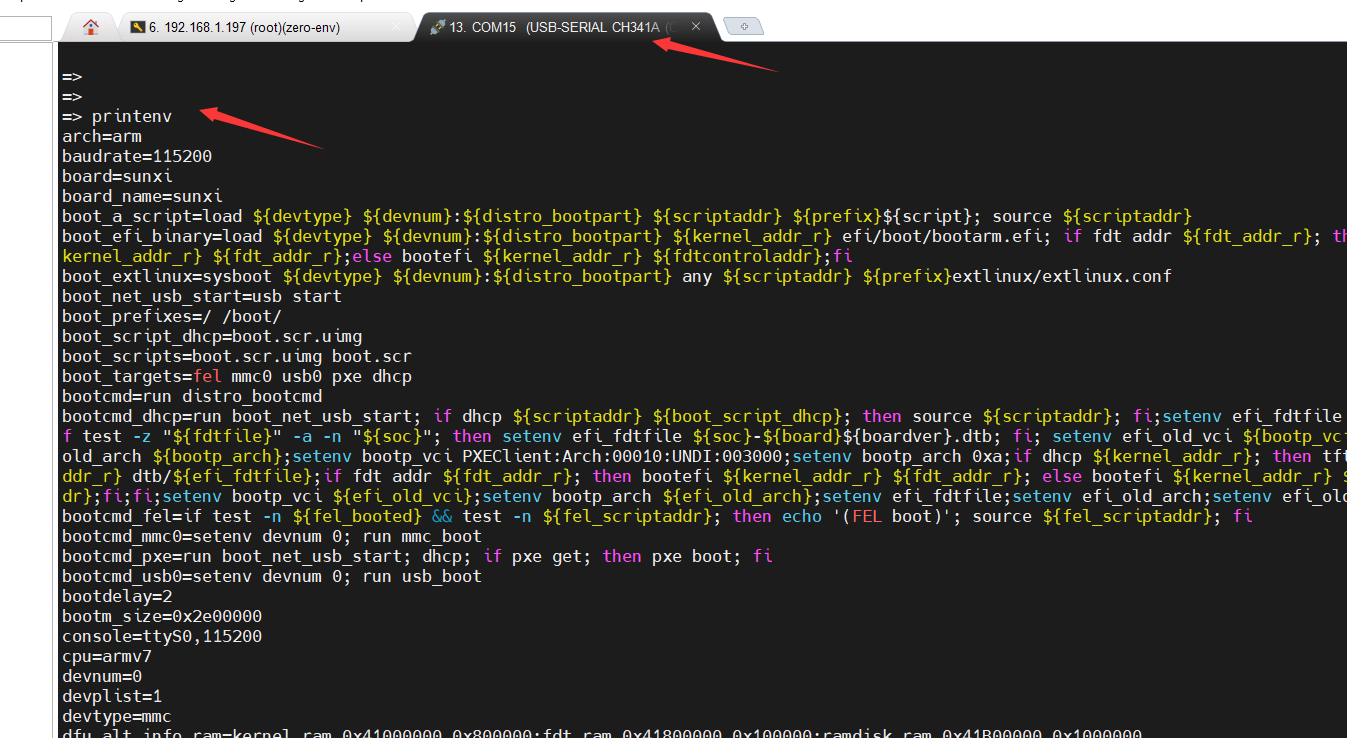 6. 192.168.1.197 (root)(zero-env)
13. COM15 (USB-SERIAL CH341A (
=>
=>
=> printenv
arch=arm
baudrate=115200
board=sunxi
board_name=sunxi
boot_a_script=load ${devtype} ${devnum}:${distro_bootpart} ${scriptaddr} ${prefix}${script}; source ${scriptaddr}
boot_efi_binary=load ${devtype} ${devnum}:${distro_bootpart} ${kernel_addr_r} efi/boot/bootarm.efi; if fdt addr ${fdt_addr_r}; th
kernel_addr_r} ${fdt_addr_r};else bootefi ${kernel_addr_r} ${fdtcontroladdr};fi
boot_extlinux=sysboot ${devtype} ${devnum}:${distro_bootpart} any ${scriptaddr} ${prefix}extlinux/extlinux.conf
boot_net_usb_start=usb start
boot_prefixes=/ /boot/
boot_script_dhcp=boot.scr.uimg
boot_scripts=boot.scr.uimg boot.scr
boot_targets=fel mmc0 usb0 pxe dhcp
bootcmd=run distro_bootcmd
bootcmd_dhcp=run boot_net_usb_start; if dhcp ${scriptaddr} ${boot_script_dhcp}; then source ${scriptaddr}; fi;setenv efi_fdtfile
f test -z "${fdtfile}" -a -n "${soc}"; then setenv efi_fdtfile ${soc}-${board}${boardver}.dtb; fi; setenv efi_old_vci ${bootp_vci
old_arch ${bootp_arch};setenv bootp_vci PXEClient:Arch:00010:UNDI:003000;setenv bootp_arch 0xa;if dhcp ${kernel_addr_r}; then tft
ddr_r} dtb/${efi_fdtfile};if fdt addr ${fdt_addr_r}; then bootefi ${kernel_addr_r} ${fdt_addr_r}; else bootefi ${kernel_addr_r} $
dr};fi;fi;setenv bootp_vci ${efi_old_vci};setenv bootp_arch ${efi_old_arch};setenv efi_fdtfile;setenv efi_old_arch;setenv efi_old
bootcmd_fel=if test -n ${fel_booted} && test -n ${fel_scriptaddr}; then echo '(FEL boot)'; source ${fel_scriptaddr}; fi
bootcmd_mmc0=setenv devnum 0; run mmc_boot
bootcmd_pxe=run boot_net_usb_start; dhcp; if pxe get; then pxe boot; fi
bootcmd_usb0=setenv devnum 0; run usb_boot
bootdelay=2
bootm_size=0x2e00000
console=ttyS0,115200
cpu=armv7
devnum=0
devplist=1
devtype=mmc
dfu_alt_info_ram=kernel ram 0x41000000 0x800000;fdt ram 0x41800000 0x100000;ramdisk ram 0x41B00000 0x1000000